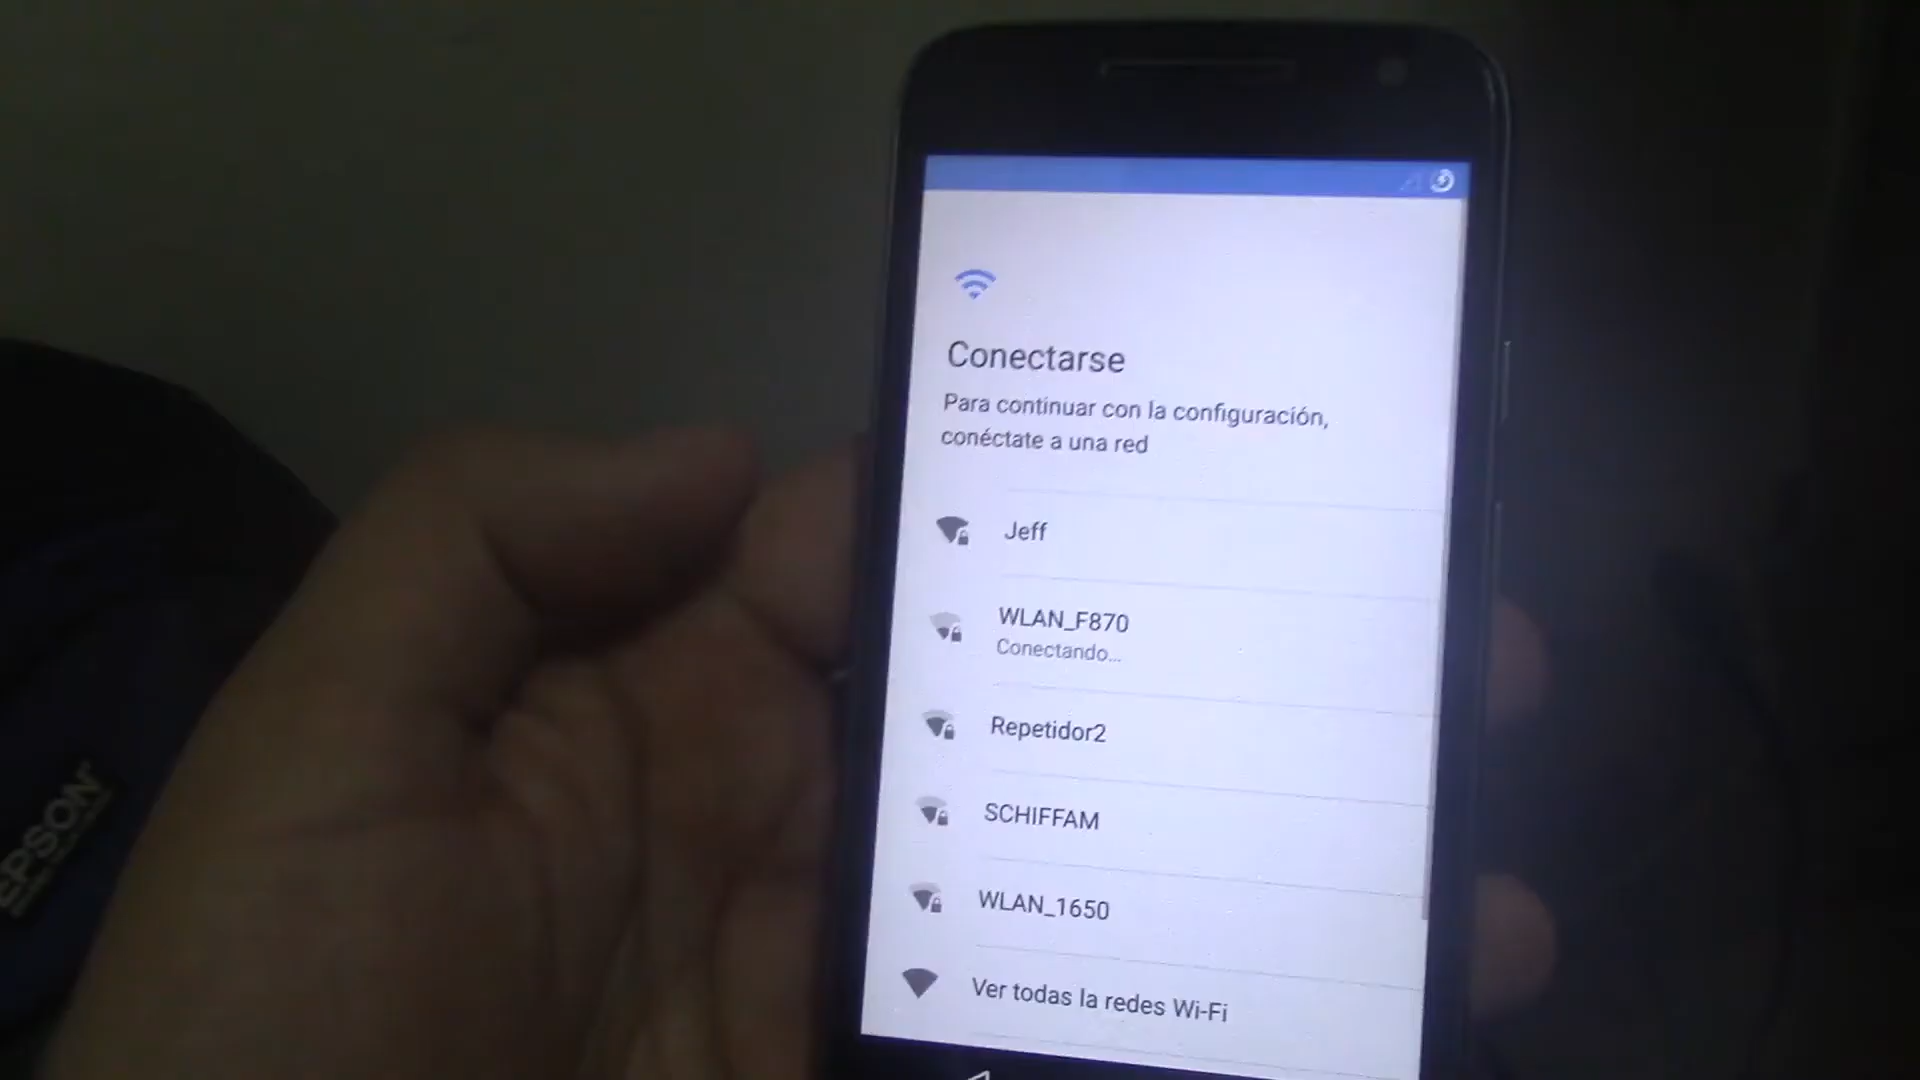 Conectarse
Para continuar con la configuración,
conéctate a una red
Jeff
WLAN_F870
Conectando...
Repetidor2
SCHIFFAM
WLAN_1650
Ver todas la redes Wi-Fi
EPSON